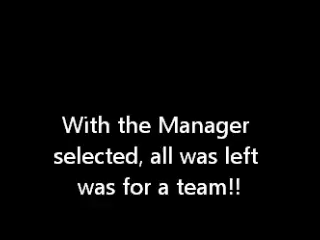 With the Manager
selected, all was left
was for a team!!